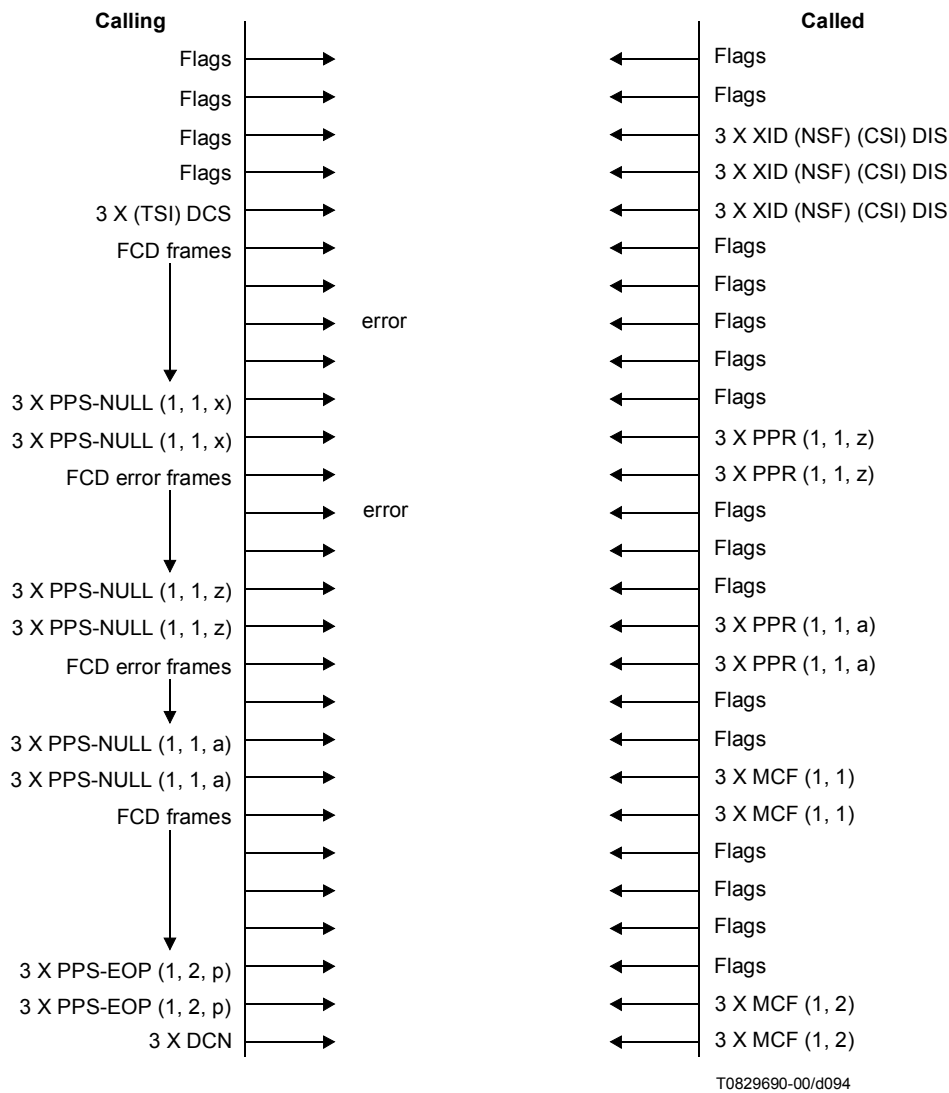 Calling Called
Flags Flags
Flags Flags
Flags 3 X XID (NSF) (CSI) DIS
Flags 3 X XID (NSF) (CSI) DIS
3 X (TSI) DCS 3 X XID (NSF) (CSI) DIS
FCD frames Flags
Flags
error Flags
Flags
3 X PPS-NULL (1, 1, x) Flags
3 X PPS-NULL (1, 1, x) 3 X PPR (1, 1, z)
FCD error frames 3 X PPR (1, 1, z)
error Flags
Flags
3 X PPS-NULL (1, 1, z) Flags
3 X PPS-NULL (1, 1, z) 3 X PPR (1, 1, a)
FCD error frames 3 X PPR (1, 1, a)
Flags
3 X PPS-NULL (1, 1, a) Flags
3 X PPS-NULL (1, 1, a) 3 X MCF (1, 1)
FCD frames 3 X MCF (1, 1)
Flags
Flags
Flags
3 X PPS-EOP (1, 2, p) Flags
3 X PPS-EOP (1, 2, p) 3 X MCF (1, 2)
3 X DCN 3 X MCF (1, 2)
T0829690-00/d094